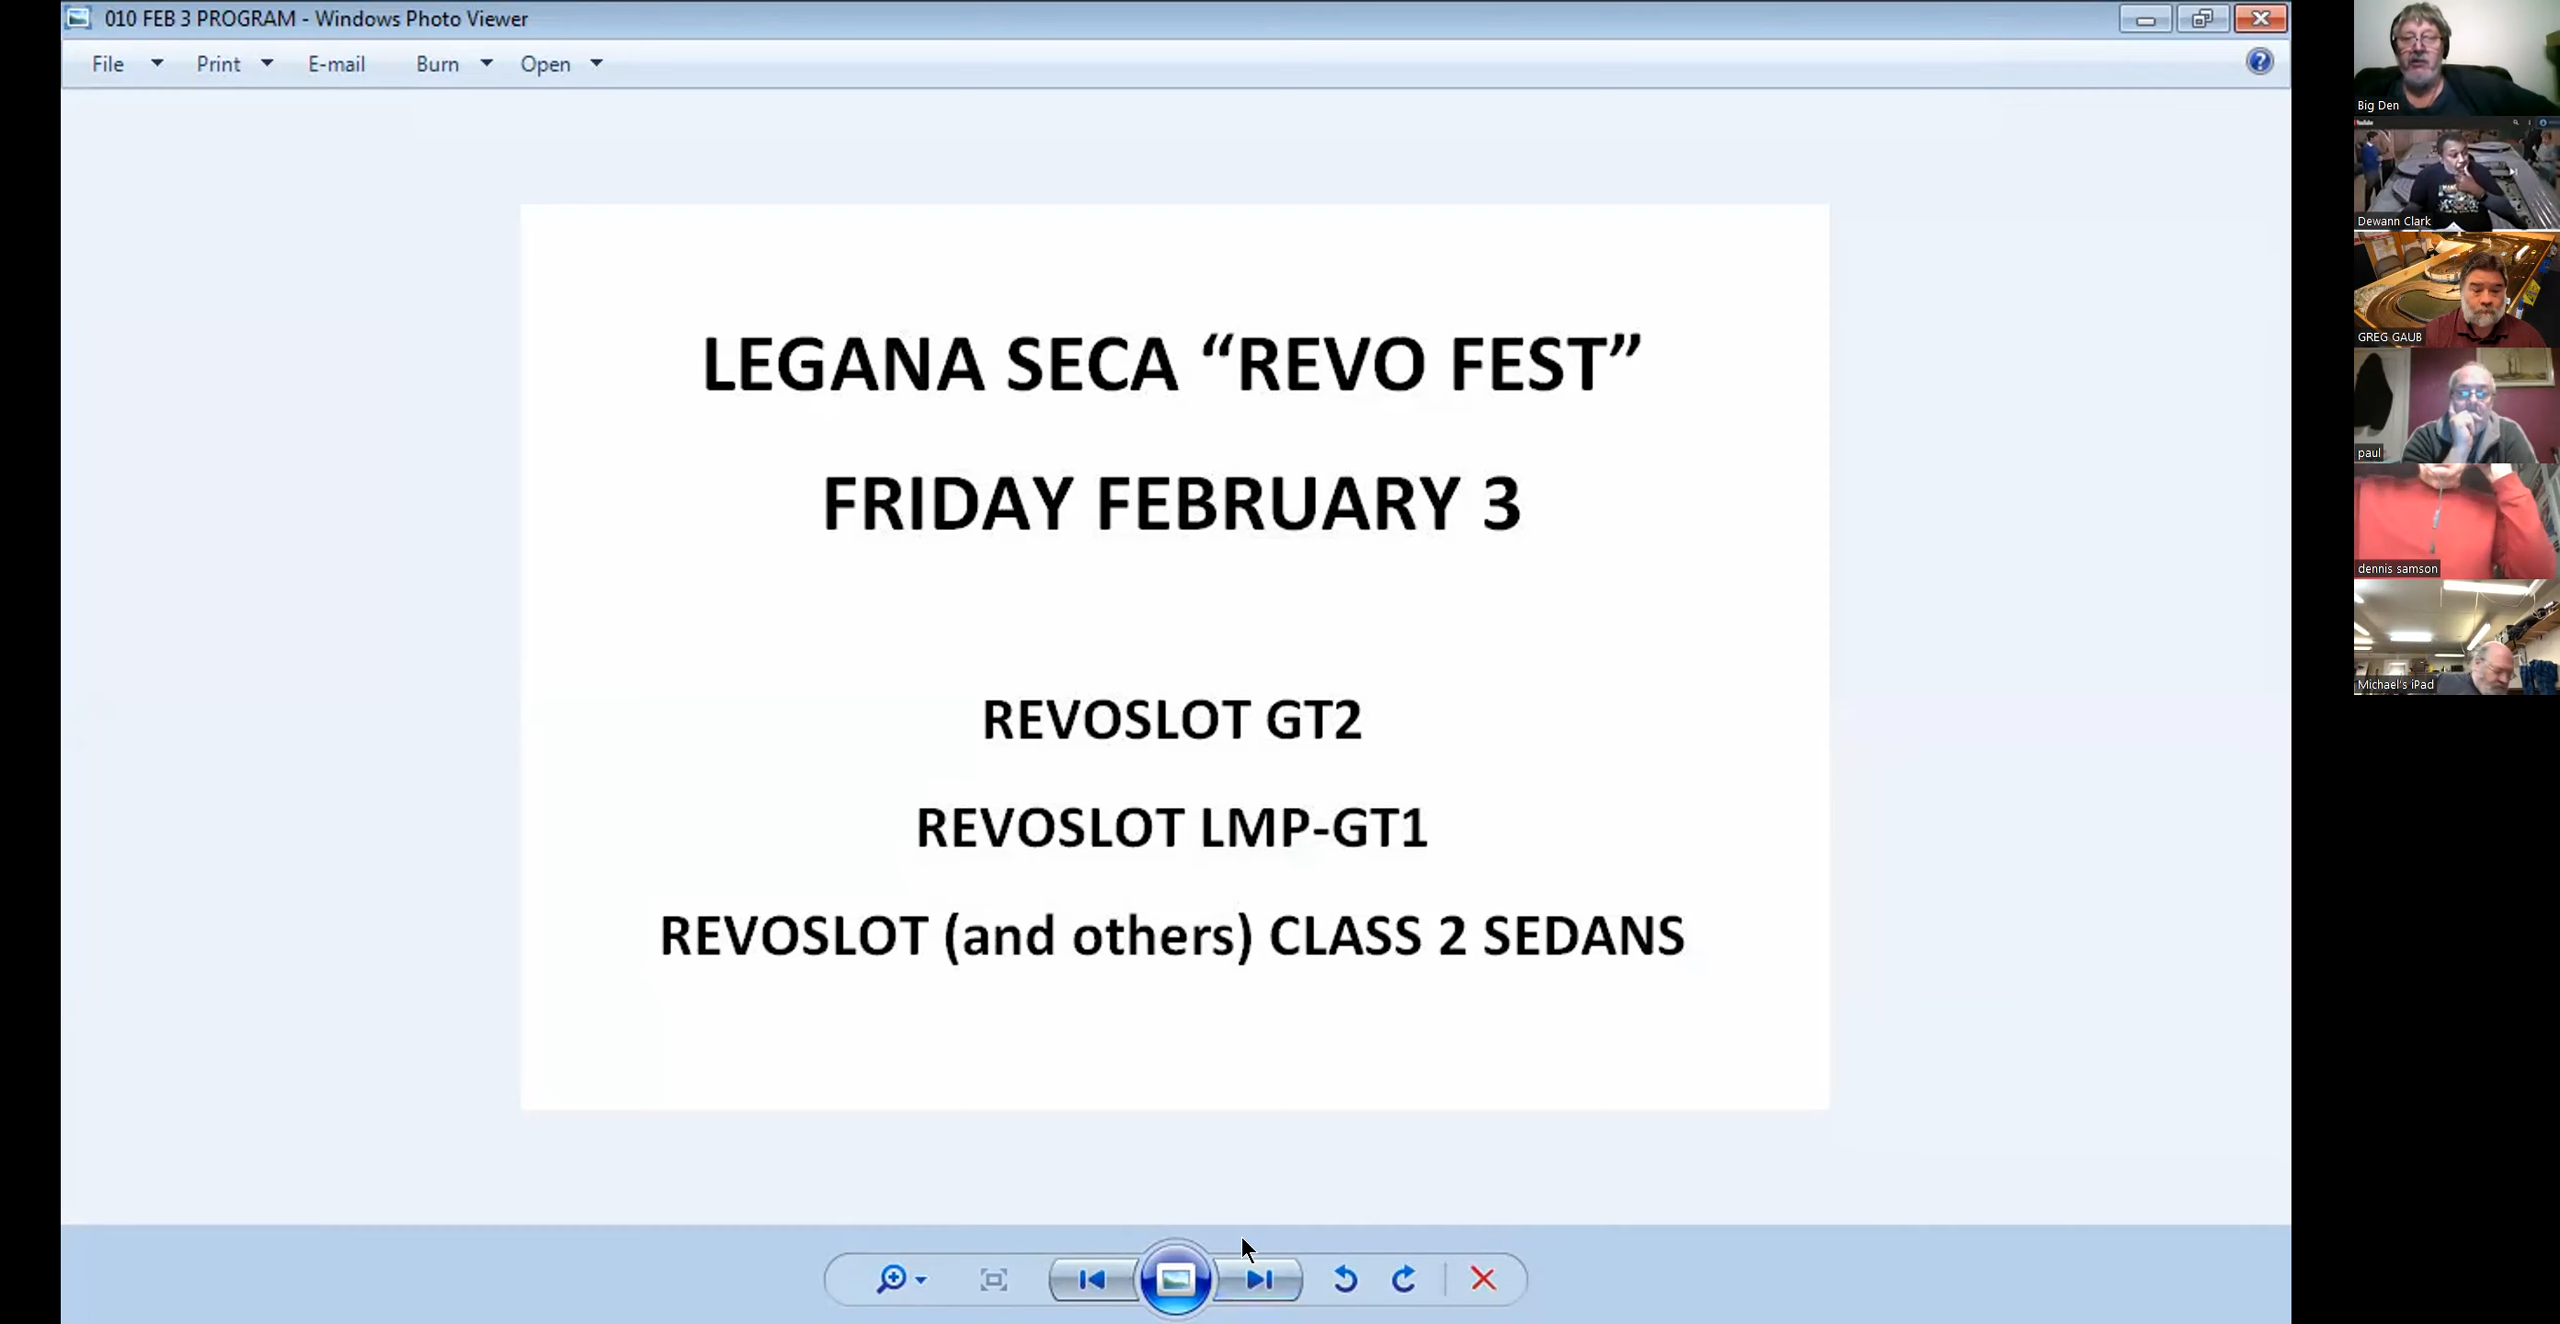 010 FEB 3 PROGRAM - Windows Photo Viewer
File Print E-mail Burn Open
LEGANA SECA “REVO FEST”
FRIDAY FEBRUARY 3
REVOSLOT GT2
REVOSLOT LMP-GT1
REVOSLOT (and others) CLASS 2 SEDANS
Big Den
YouTube
Dewann Clark
GREG GAUB
paul
dennis samson
Michael's iPad